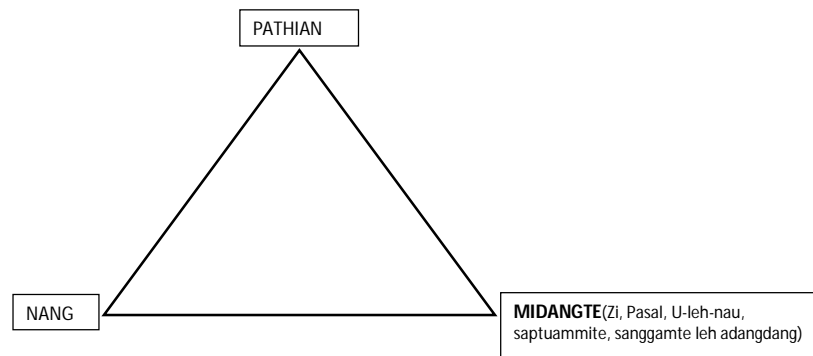 PATHIAN
NANG
MIDANGTE(Zi, Pasal, U-leh-nau,
saptuammite, sanggamte leh adangdang)